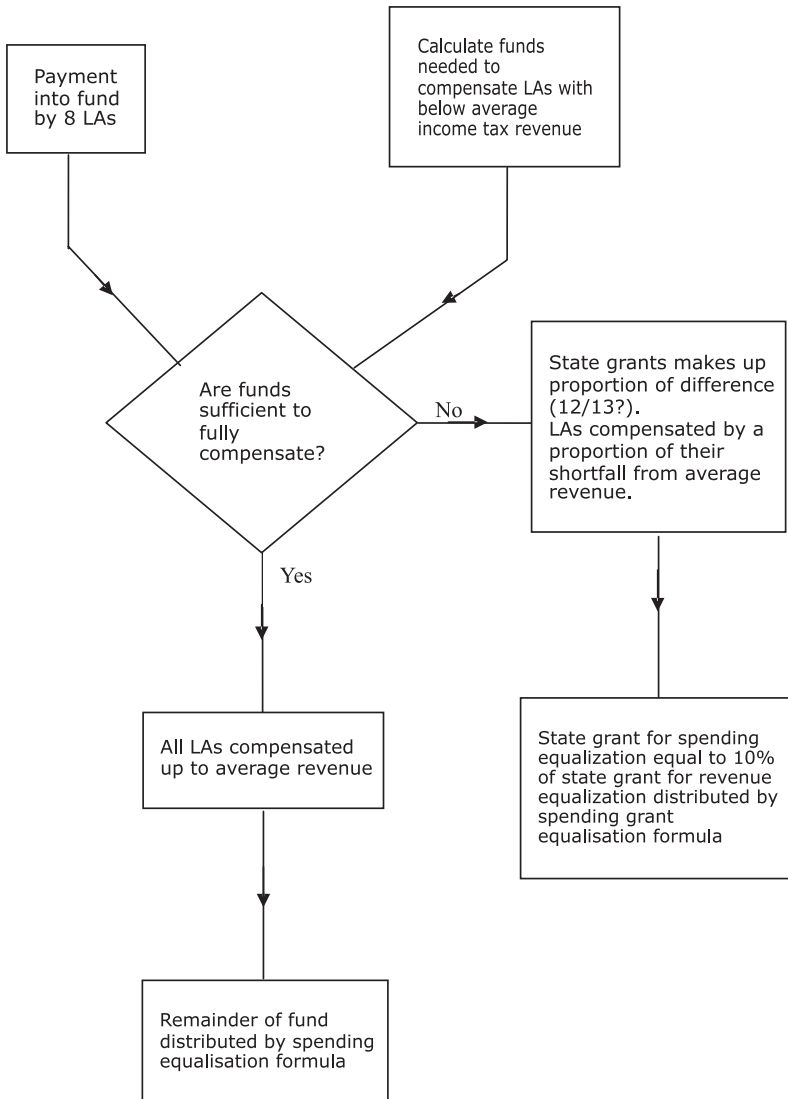 Payment
into fund
by 8 LAs
Calculate funds
needed to
compensate LAs with
below average
income tax revenue
Are funds
sufficient to
fully
compensate?
No
State grants makes up
proportion of difference
(12/13?).
LAs compensated by a
proportion of their
shortfall from average
revenue.
Yes
All LAs compensated
up to average revenue
State grant for spending
equalization equal to 10%
of state grant for revenue
equalization distributed by
spending grant
equalisation formula
Remainder of fund
distributed by spending
equalisation formula